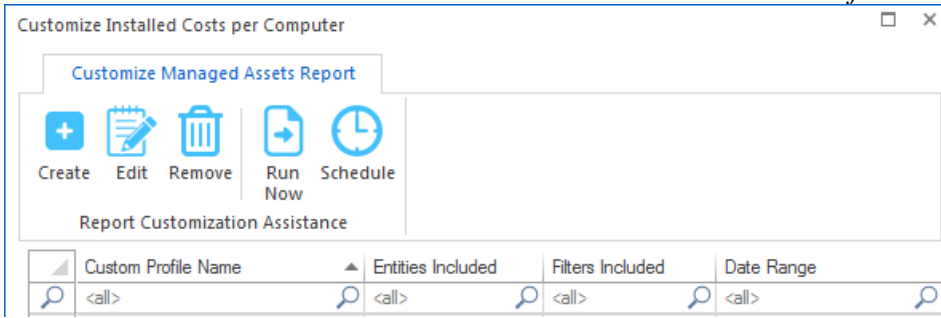 Customize Installed Costs per Computer
Customize Managed Assets Report
Create Edit Remove Run Now Schedule
Report Customization Assistance
Custom Profile Name Entities Included Filters Included Date Range
<all> <all> <all> <all>